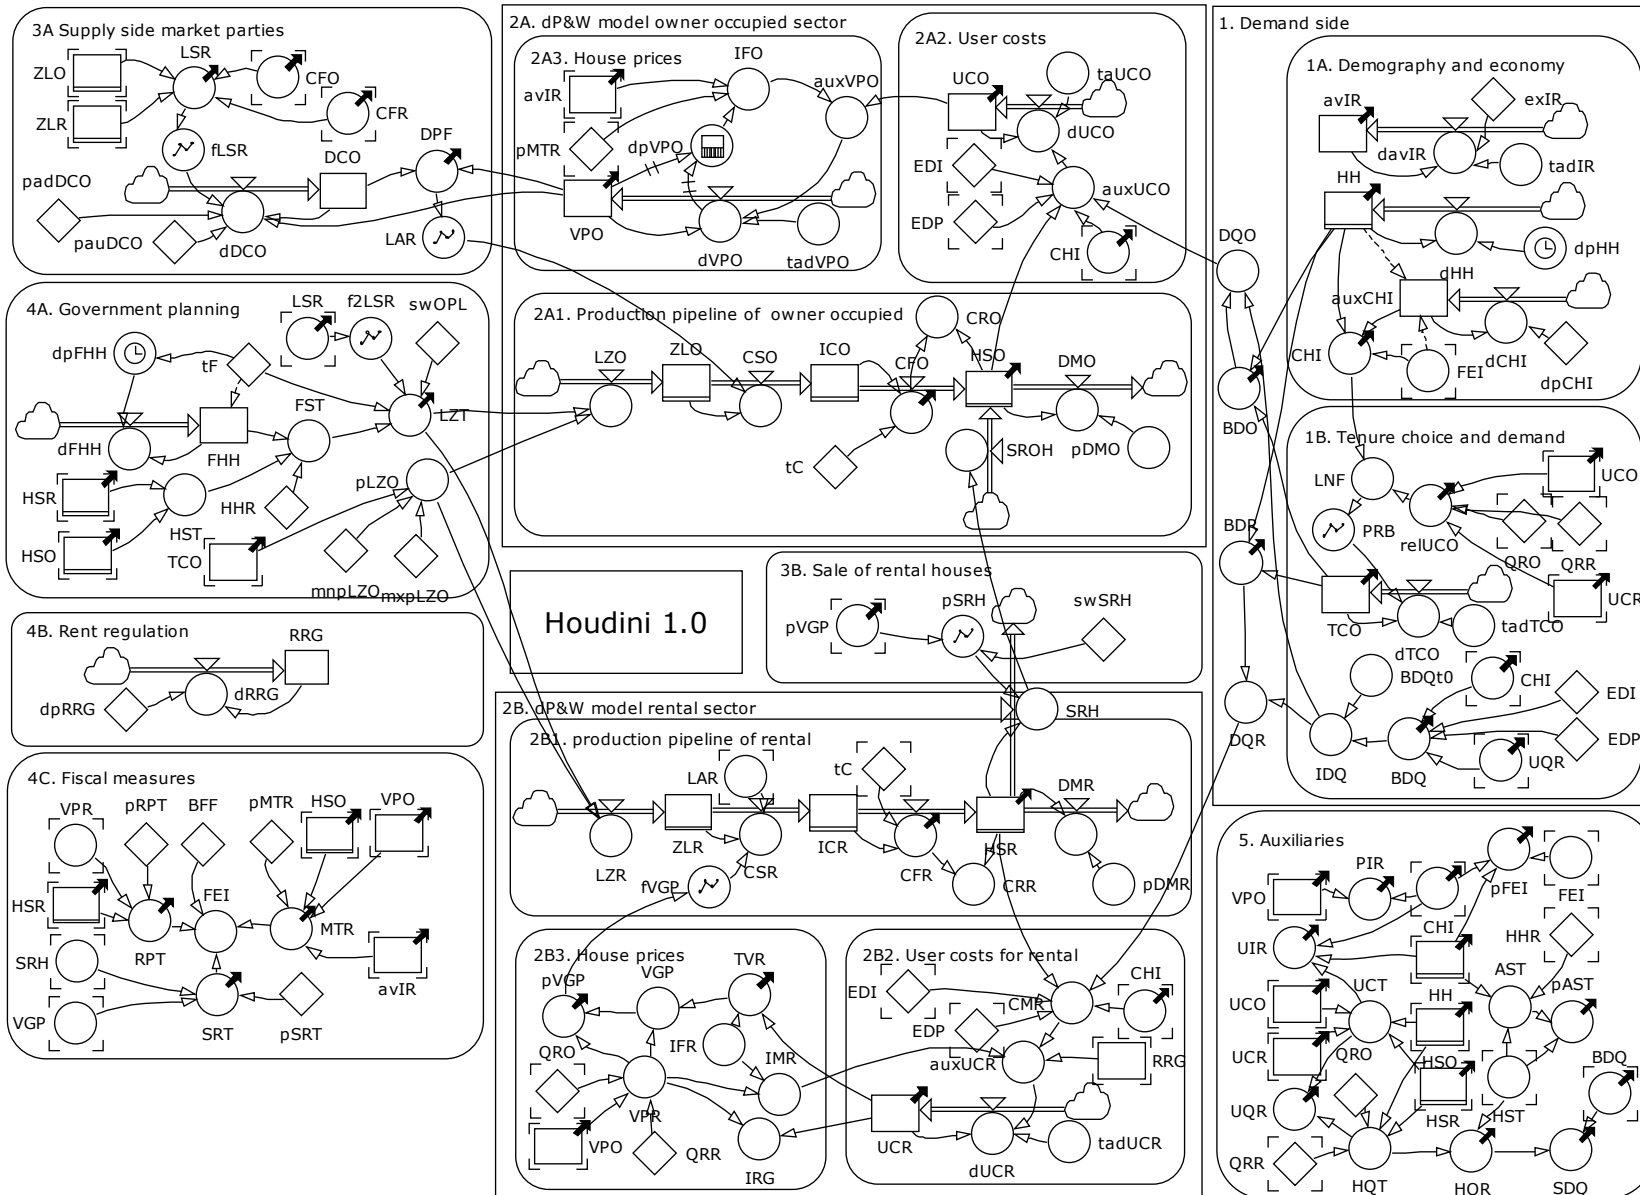 3A Supply side market parties
LSR
ZLO
CFO
ZLR
CFR
fLSR
DCO
DPF
padDCO
pauDCO
dDCO
LAR
2A. dP&W model owner occupied sector
2A3. House prices
IFO
auxVPO
avIR
pMTR
dpVPO
VPO
dVPO
tadVPO
2A2. User costs
UCO
taUCO
dUCO
EDI
auxUCO
EDP
CHI
1. Demand side
1A. Demography and economy
avIR
exIR
davIR
tadIR
HH
dpHH
dHH
auxCHI
CHI
dCHI
FEI
dpCHI
DQO
BDO
4A. Government planning
LSR
f2LSR
swOPL
dpFHH
tF
FST
LZT
dFHH
FHH
pLZO
HSR
HST
HHR
HSO
TCO
mnpLZO
mxpLZO
2A1. Production pipeline of  owner occupied
CRO
LZO
ZLO
CSO
ICO
CFO
HSO
DMO
tC
SROH
pDMO
1B. Tenure choice and demand
LNF
UCO
PRB
relUCO
QRO
QRR
BDR
UCR
TCO
tadTCO
dTCO
BDQt0
CHI
EDI
EDP
UQR
DQR
IDQ
BDQ
Houdini 1.0
3B. Sale of rental houses
pVGP
pSRH
swSRH
SRH
4B. Rent regulation
RRG
dpRRG
dRRG
2B. dP&W model rental sector
2B1. production pipeline of rental
LAR
tC
DMR
LZR
ZLR
CSR
ICR
CFR
HSR
CRR
pDMR
fVGP
4C. Fiscal measures
VPR
pRPT
BFF
pMTR
HSO
VPO
HSR
FEI
RPT
MTR
SRH
avIR
VGP
SRT
pSRT
2B3. House prices
pVGP
VGP
TVR
QRO
IFR
IMR
VPR
VPO
QRR
IRG
2B2. User costs for rental
EDI
CMR
CHI
EDP
auxUCR
RRG
UCR
dUCR
tadUCR
5. Auxiliaries
PIR
pFEI
VPO
FEI
CHI
UIR
HHR
AST
UCO
UCT
HH
pAST
UCR
QRO
HSO
BDQ
UQR
HSR
HST
QRR
HQT
HOR
SDQ